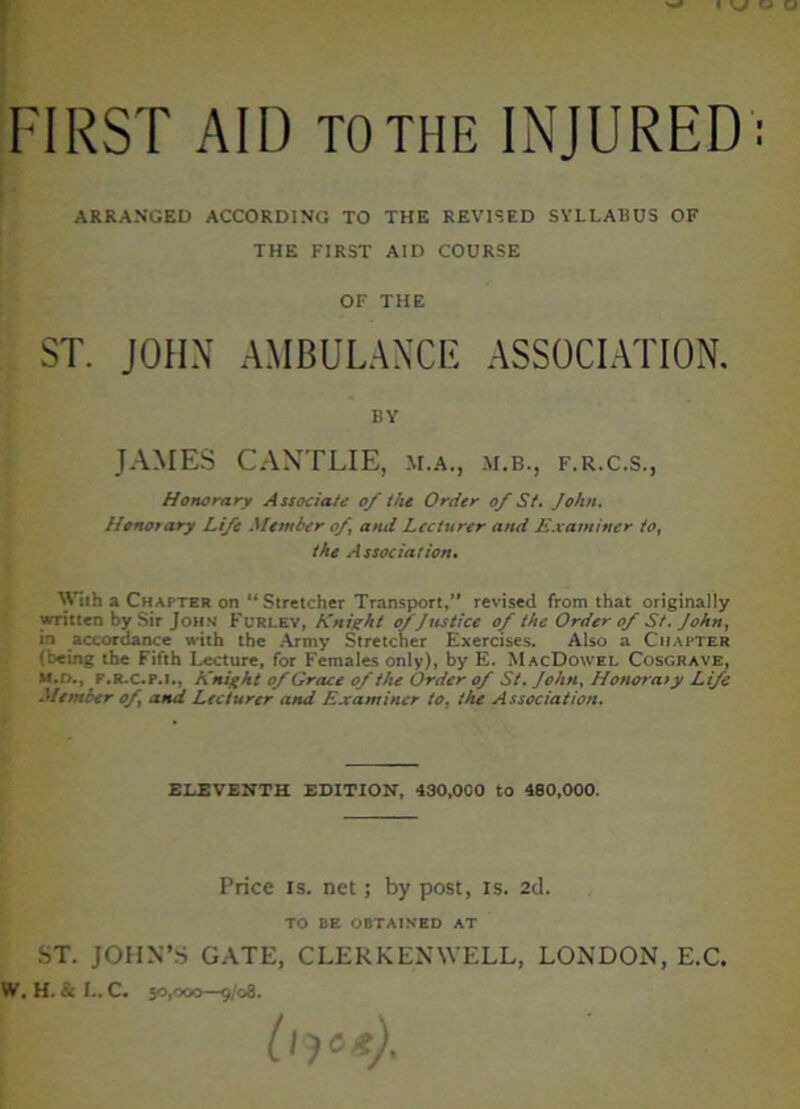 FIRST AID TO THE INJURED:
ARRANGED ACCORDING TO THE REVISED SYLLABUS OF
THE FIRST AID COURSE
OF THE
ST. JOHN AMBULANCE ASSOCIATION.
BY
JAMES CANTLIE, M.A., M.B., F.R.C.S.,
Honorary Associate of the Order of St. John.
Honorary Life Member of, and Lecturer and Examiner to,
the Association.
With a CHAPTER on "Stretcher Transport," revised from that originally
written by Sir JOHN FURLEY, Knight of Justice of the Order of St. John,
in accordance with the Army Stretcher Exercises. Also a CHAPTER
(being the Fifth Lecture, for Females only), by E. MACDOWEL COSGRAVE,
M.D., F.R.C.P.I., Knight of Grace of the Order of St. John, Honorary Life
Member of, and Lecturer and Examiner to, the Association.
ELEVENTH EDITION, 430,000 to 480,000.
Price 1s. net; by post, 1s. 2d.
TO BE OBTAINED AT
ST. JOHN'S GATE, CLERKENWELL, LONDON, E.C.
W. H. & L. C. 50,000—9/08.
(1908).